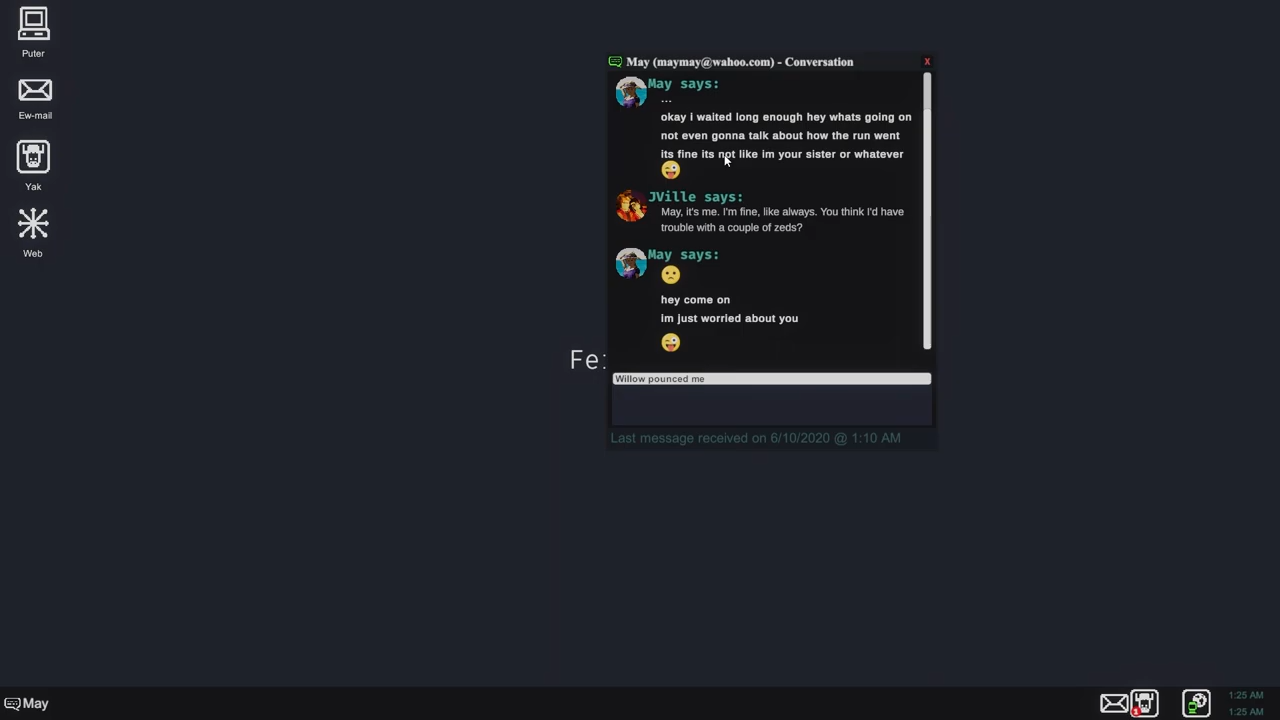 Puter
Ew-mail
Yak
Web
May (maymay@wahoo.com) - Conversation
X
May says:
...
okay i waited long enough hey whats going on
not even gonna talk about how the run went
its fine its not like im your sister or whatever
JVille says:
May, it's me. I'm fine, like always. You think I'd have
trouble with a couple of zeds?
May says:
hey come on
im just worried about you
Fe
Willow pounced me
Last message received on 6/10/2020 @ 1:10 AM
May
1
1:25 AM
1:25 AM